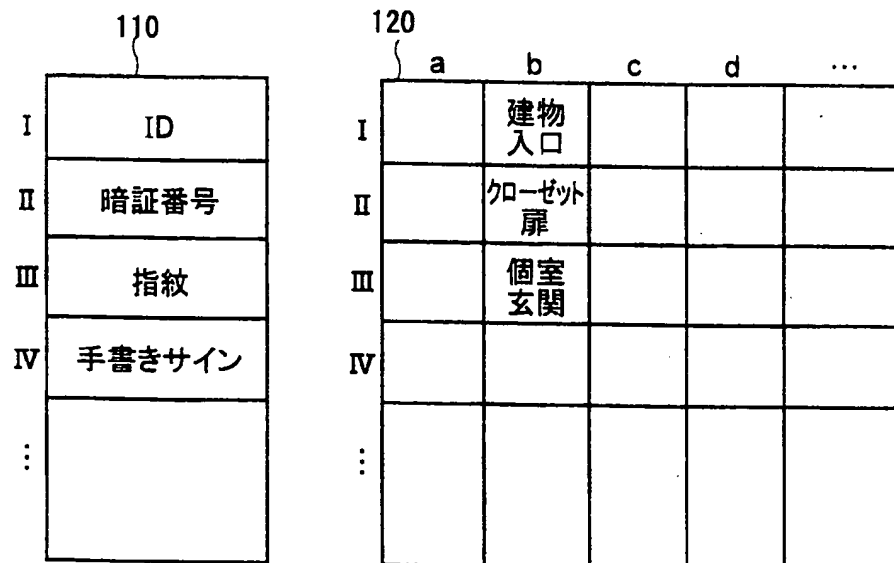 110
I ID
II 暗証番号
III 指紋
IV 手書きサイン
⋮
120
a b c d …
I 建物
入口
II クローゼット
扉
III 個室
玄関
IV
⋮